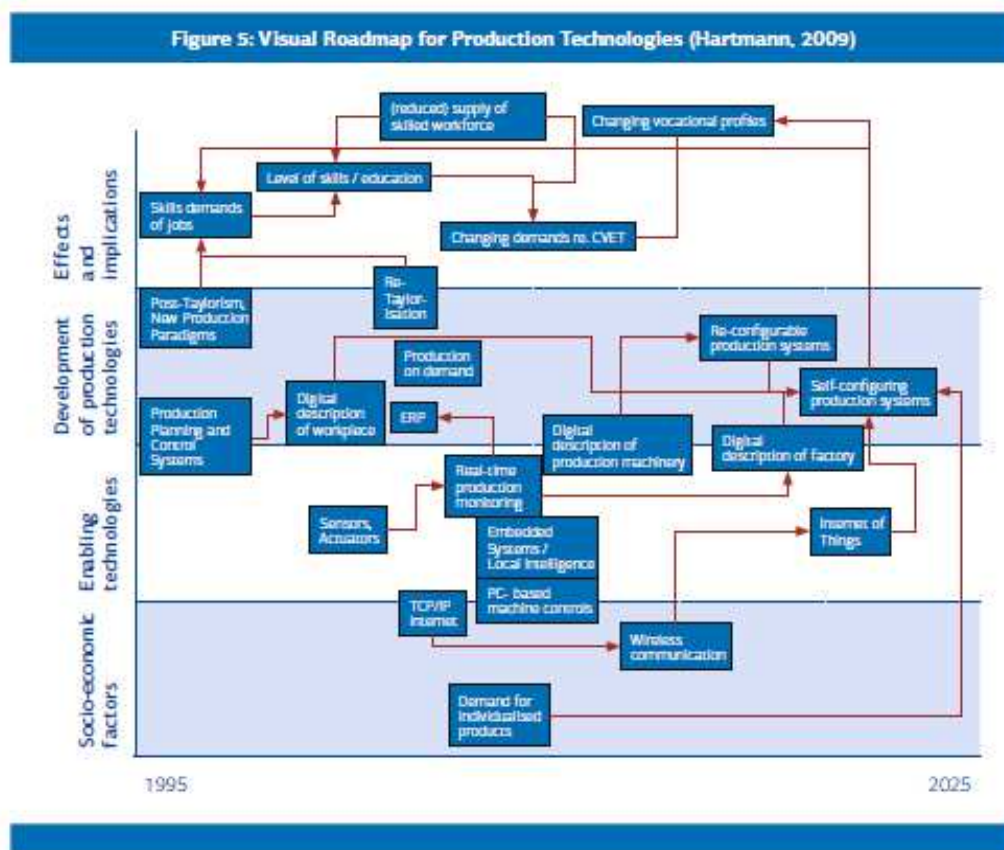 Figure 5: Visual Roadmap for Production Technologies (Hartmann, 2009)
Effects
and
implications
(reduced) supply of
skilled workforce
Changing vocational profiles
Level of skills / education
Skills demands
of jobs
Changing demands re. CVET
Development
of production
technologies
Re-
Taylor-
isation
Post-Taylorism,
New Production
Paradigms
Re-configurable
production systems
Production
on demand
Self-configuring
production systems
Digital
description
of workpiece
ERP
Production
Planning and
Control
Systems
Digital
description of
production machinery
Digital
description of factory
Enabling
technologies
Real-time
production
monitoring
Sensors,
Actuators
Internet of
Things
Embedded
Systems /
Local Intelligence
PC- based
machine controls
TCP/IP
Internet
Socio-economic
factors
Wireless
communication
Demand for
individualised
products
1995
2025